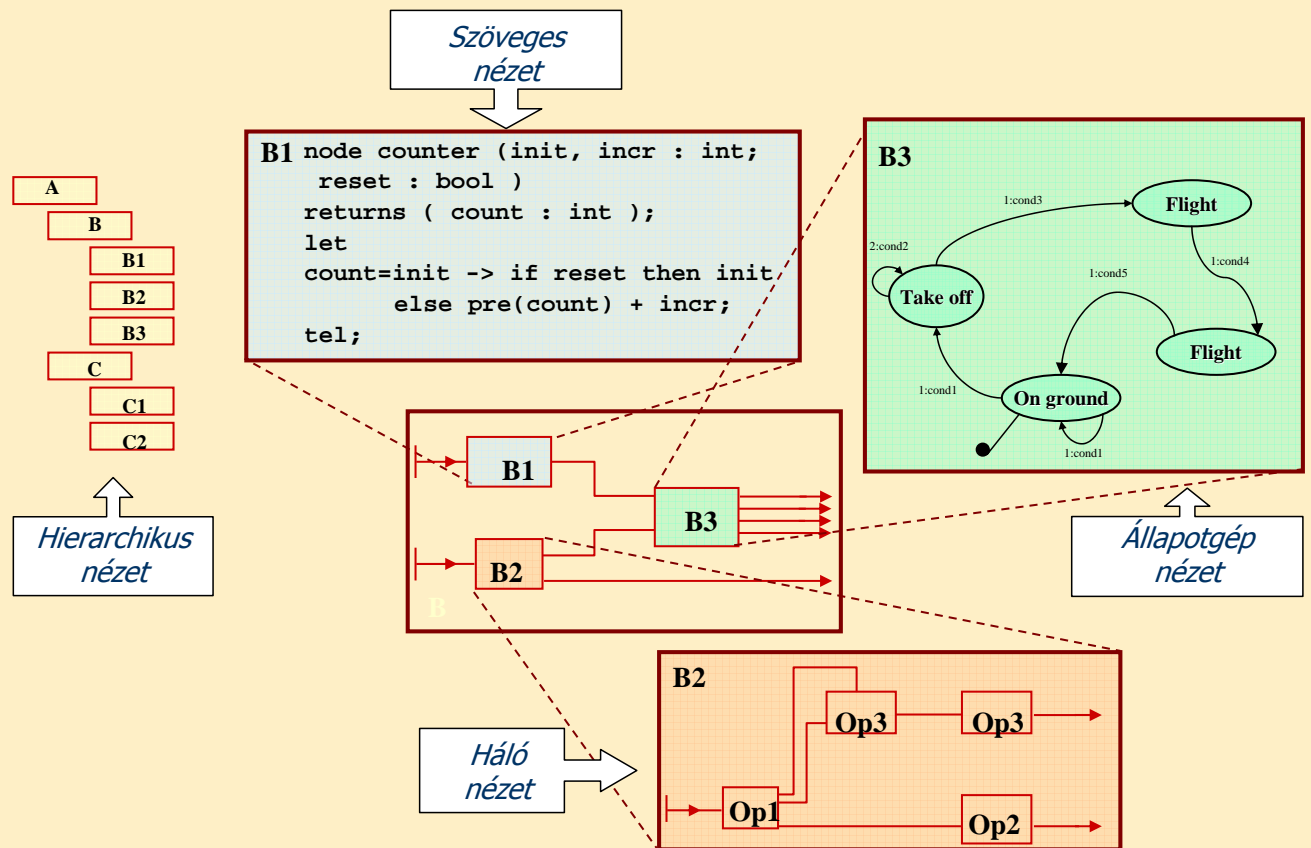 Szöveges
nézet
B1 node counter (init, incr : int;
reset : bool )
returns ( count : int );
let
count=init -> if reset then init
else pre(count) + incr;
tel;
A
B
B1
B2
B3
C
C1
C2
Hierarchikus
nézet
B3
Flight
1:cond3
2:cond2
Take off
1:cond5
1:cond4
Flight
1:cond1
On ground
1:cond1
Állapotgép
nézet
B1
B3
B2
B
B2
Op3
Op3
Op1
Op2
Háló
nézet